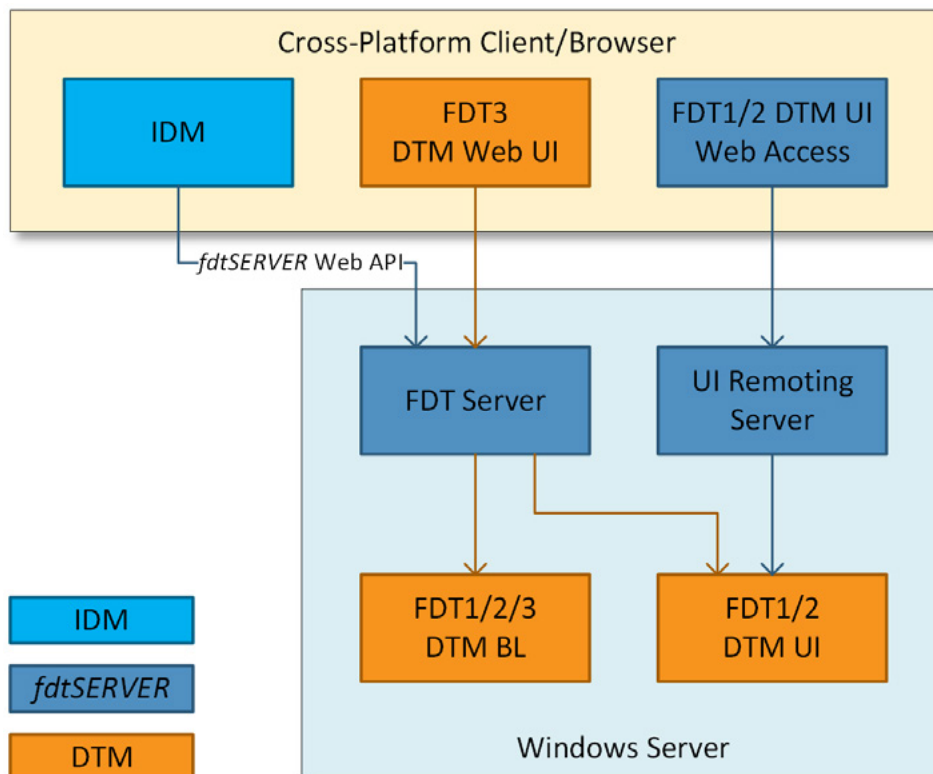 Cross-Platform Client/Browser
IDM
FDT3
DTM Web UI
FDT1/2 DTM UI
Web Access
fdtSERVER Web API
FDT Server
UI Remoting
Server
FDT1/2/3
DTM BL
FDT1/2
DTM UI
Windows Server
IDM
fdtSERVER
DTM